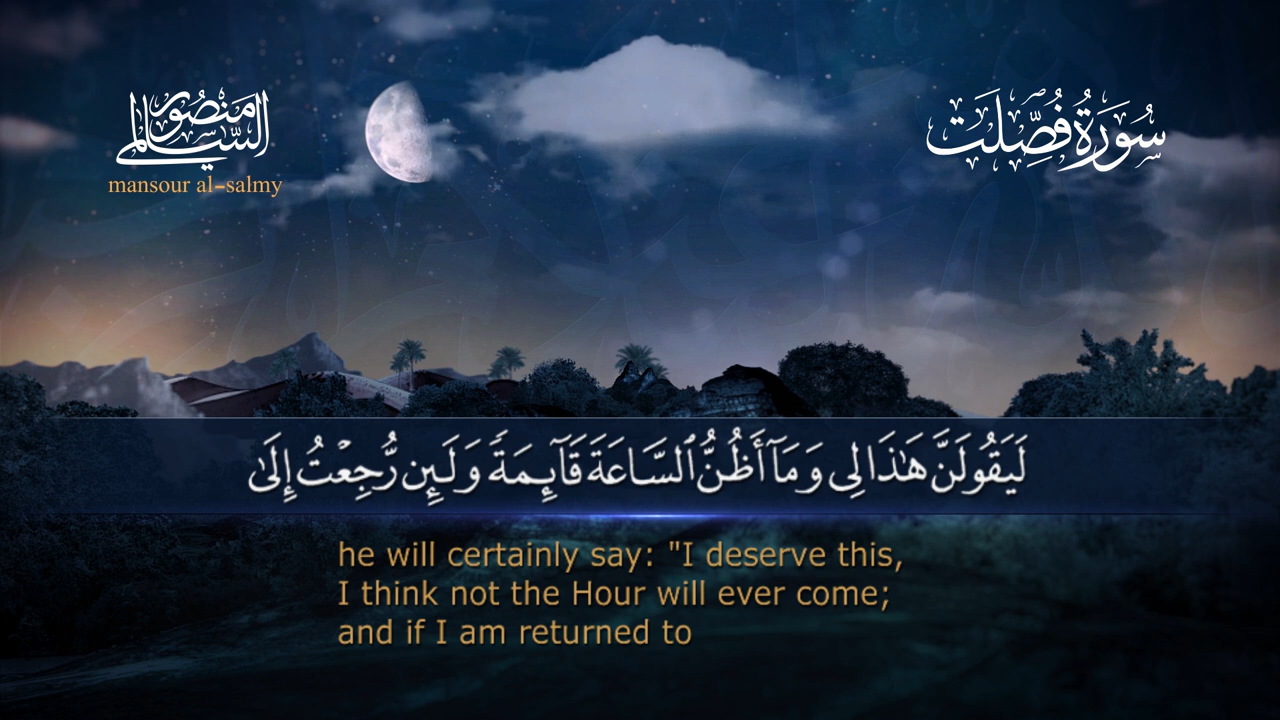 منصور السالمي
mansour al-salmy
سُورَةُ فُصِّلَتْ
لَيَقُولَنَّ هَٰذَا لِى وَمَآ أَظُنُّ ٱلسَّاعَةَ قَآئِمَةً وَلَئِن رُّجِعْتُ إِلَىٰ
he will certainly say: "I deserve this,
I think not the Hour will ever come;
and if I am returned to